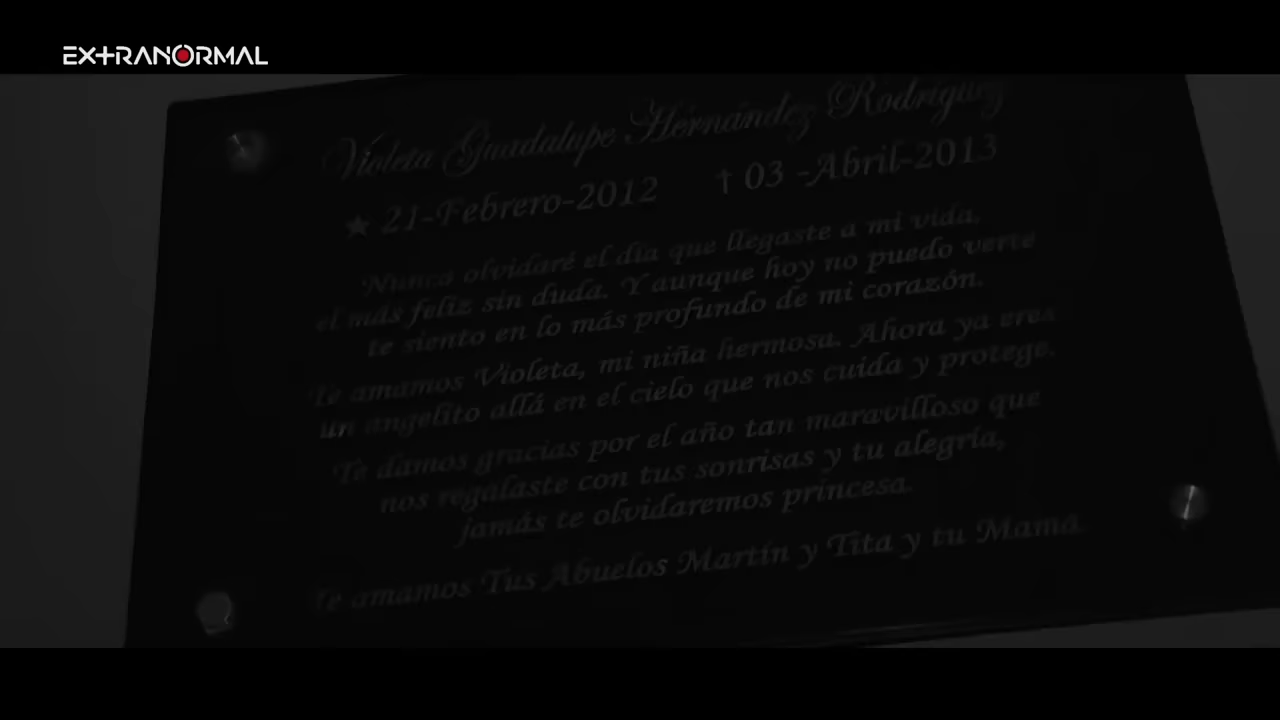 EXTRANORMAL
Violeta Guadalupe Hernández Rodríguez
★ 21-Febrero-2012 † 03 -Abril-2013
Nunca olvidaré el día que llegaste a mi vida,
el más feliz sin duda. Y aunque hoy no puedo verte
te siento en lo más profundo de mi corazón.
Te amamos Violeta, mi niña hermosa. Ahora ya eres
un angelito allá en el cielo que nos cuida y protege.
Te damos gracias por el año tan maravilloso que
nos regalaste con tus sonrisas y tu alegría,
jamás te olvidaremos princesa.
Te amamos Tus Abuelos Martín y Tita y tu Mamá.